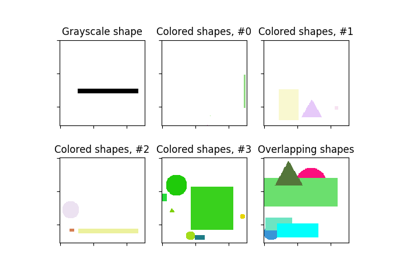 Grayscale shape
Colored shapes, #0
Colored shapes, #1
Colored shapes, #2
Colored shapes, #3
Overlapping shapes